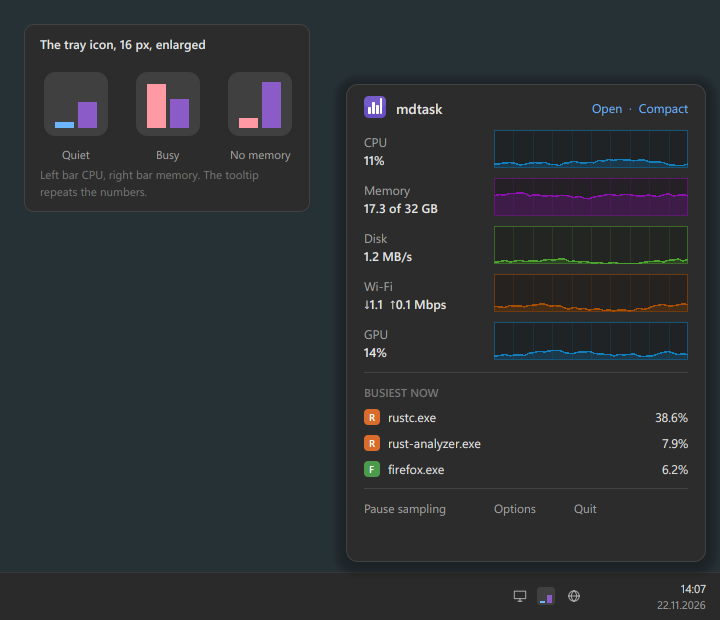 The tray icon, 16 px, enlarged
Quiet
Busy
No memory
Left bar CPU, right bar memory. The tooltip
repeats the numbers.
mdtask
Open · Compact
CPU
11%
Memory
17.3 of 32 GB
Disk
1.2 MB/s
Wi-Fi
↓1.1 ↑0.1 Mbps
GPU
14%
BUSIEST NOW
R rustc.exe 38.6%
R rust-analyzer.exe 7.9%
F firefox.exe 6.2%
Pause sampling Options Quit
14:07
22.11.2026